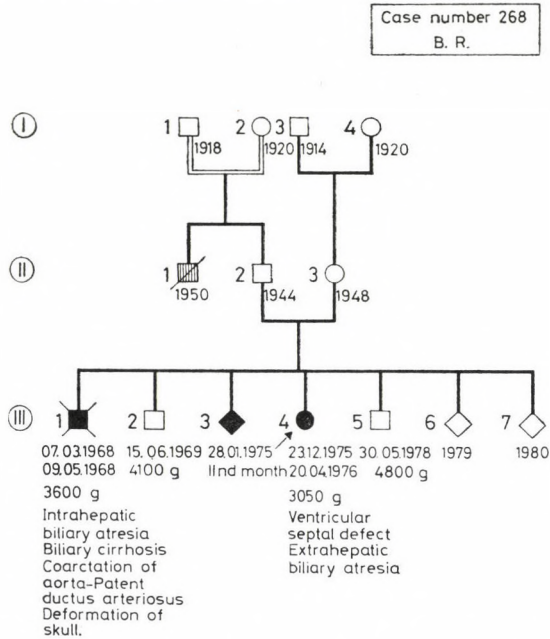 Case number 268
B. R.
I 1 2 3 4
1918 1920 1914 1920
II 1 2 3
1950 1944 1948
III 1 2 3 4 5 6 7
07.03.1968 15.06.1969 28.01.1975 23.12.1975 30.05.1978 1979 1980
09.05.1968 4100 g IInd month 20.04.1976 4800 g
3600 g 3050 g
Intrahepatic
biliary atresia
Biliary cirrhosis
Coarctation of
aorta-Patent
ductus arteriosus
Deformation of
skull.
Ventricular
septal defect
Extrahepatic
biliary atresia